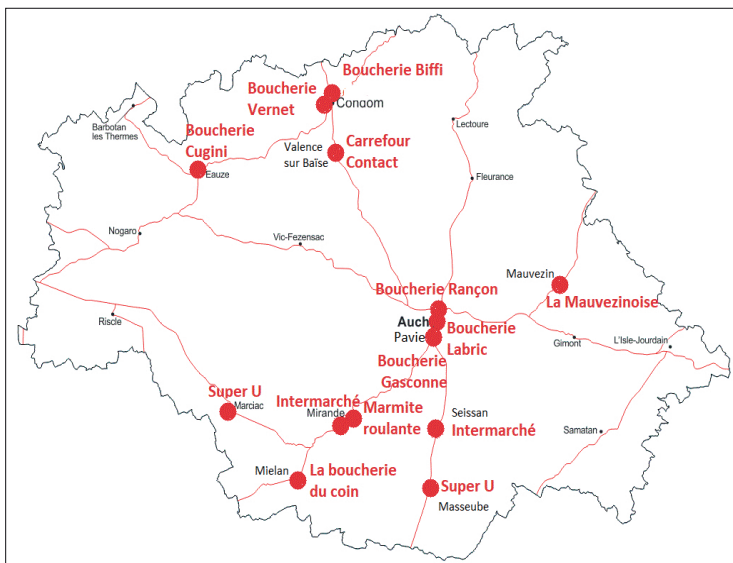 Boucherie Biffi
Boucherie
Vernet
Condom
Barbotan
les Thermes
Boucherie
Cugini
Eauze
Valence
sur Baïse
Carrefour
Contact
Lectoure
Fleurance
Nogaro
Vic-Fezensac
Mauvezin
La Mauvezinoise
Boucherie Rançon
Auch
Pavie
Boucherie
Labric
Riscle
Gimont
L'Isle-Jourdain
Boucherie
Gasconne
Super U
Marciac
Intermarché
Mirande
Marmite
roulante
Seissan
Intermarché
Samatan
Mielan
La boucherie
du coin
Super U
Masseube